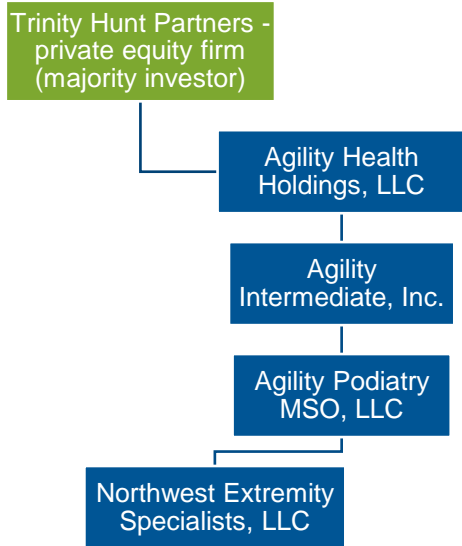 Trinity Hunt Partners -
private equity firm
(majority investor)
Agility Health
Holdings, LLC
Agility
Intermediate, Inc.
Agility Podiatry
MSO, LLC
Northwest Extremity
Specialists, LLC